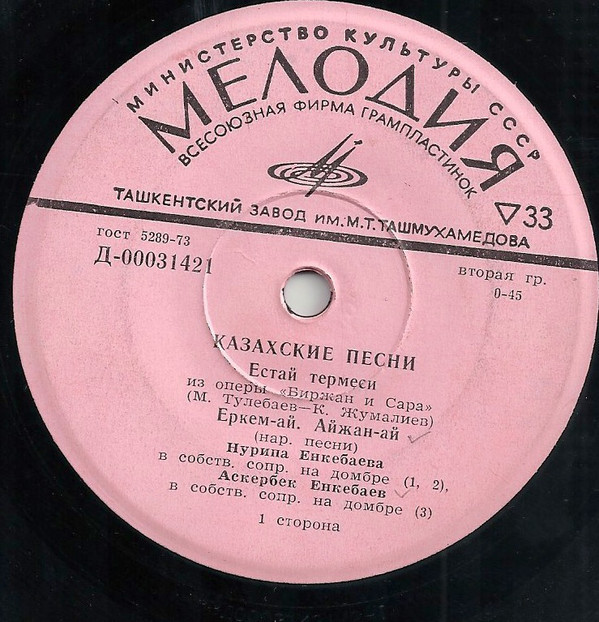 МИНИСТЕРСТВО КУЛЬТУРЫ СССР
МЕЛОДИЯ
ВСЕСОЮЗНАЯ ФИРМА ГРАМПЛАСТИНОК
ТАШКЕНТСКИЙ ЗАВОД ИМ.М.Т.ТАШМУХАМЕДОВА
▽33
гост 5289-73
Д-00031421
вторая гр.
0-45
КАЗАХСКИЕ ПЕСНИ
Естай термеси
из оперы «Биржан и Сара»
(М. Тулебаев—К. Жумалиев)
Еркем-ай. Айжан-ай
(нар. песни)
Нурипа Енкебаева
в собств. сопр. на домбре (1, 2),
Аскербек Енкебаев
в собств. сопр. на домбре (3)
1 сторона